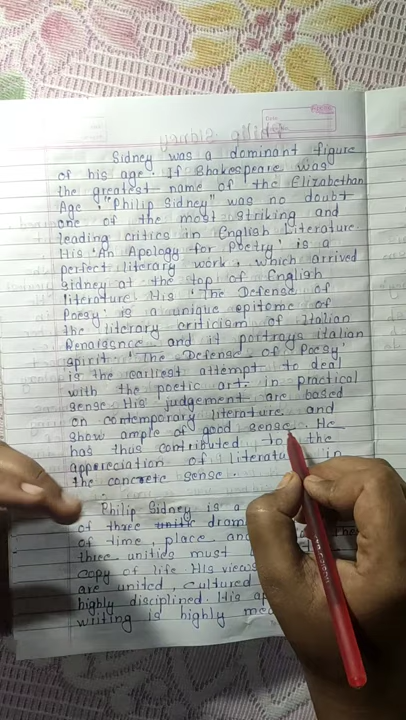 Sidney was a dominant figure
of his age. If Shakespeare was
the greatest name of the Elizabethan
Age. "Philip Sidney" was no doubt
one of the most striking and
leading critics in English literature
His 'An Apology for Poetry' is a
perfect literary work, which arrived
sidney at the top of English
literature. His 'The Defense of
Poesy' is a unique epitome of
the literary criticism of Italian
Renaissnce and it portrays italian
spirit. 'The Defense of Poesy'
is the earliest attempt to deal
with the poetic art. in practical
sense. His judgement are based
on contemporary literature. and
show ample of good sense. He
has thus contributed to the
appreciation of literatu in
the concrete sense.
Philip Sidney is a
of three unitie dram
of time, place an
three unities must
copy of life His views
are united, cultured
highly disciplined. His
writing is highly